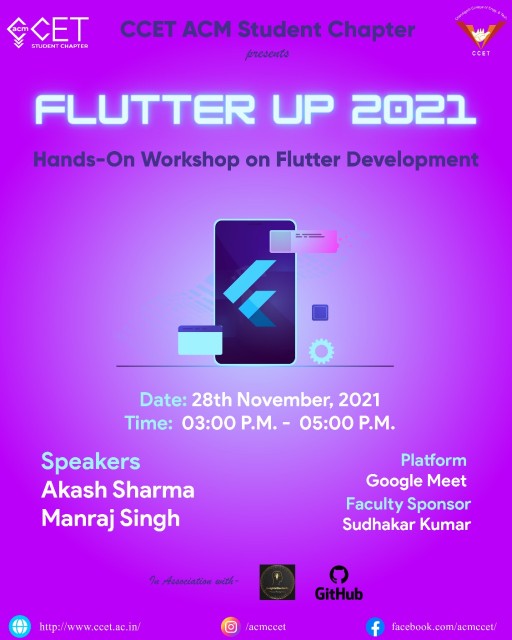 acm CCET
STUDENT CHAPTER
CCET ACM Student Chapter
presents
CCET
FLUTTER UP 2021
Hands-On Workshop on Flutter Development
Date: 28th November, 2021
Time: 03:00 P.M. - 05:00 P.M.
Speakers
Akash Sharma
Manraj Singh
Platform
Google Meet
Faculty Sponsor
Sudhakar Kumar
In Association with-
GitHub
http://www.ccet.ac.in/
/acmccet
facebook.com/acmccet/